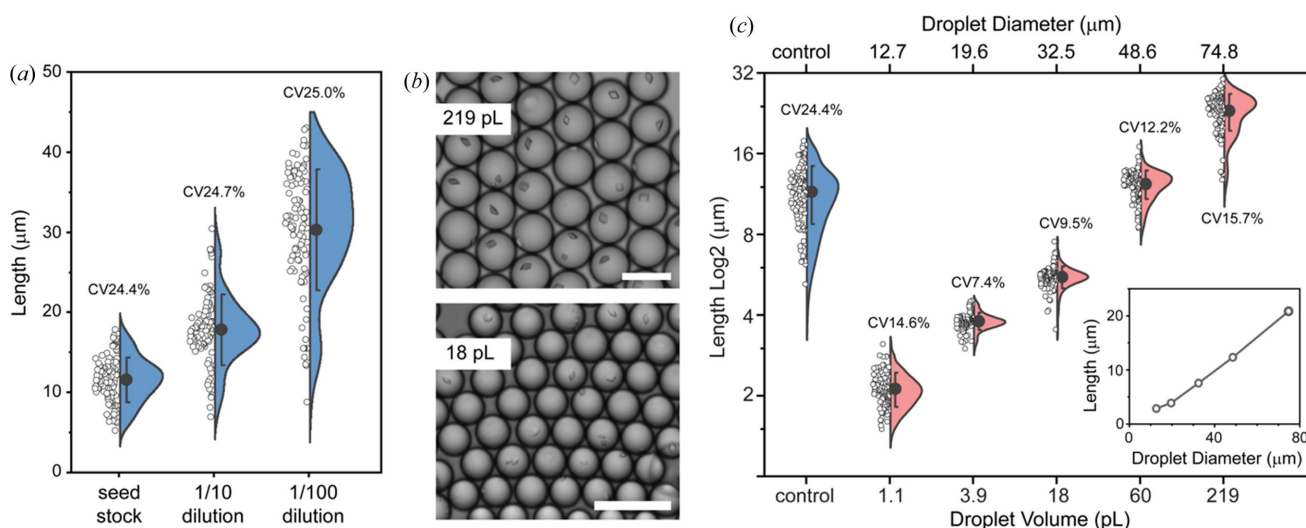 (a)
50
40
30
20
10
0
Length (μm)
CV24.4%
CV24.7%
CV25.0%
seed
stock
1/10
dilution
1/100
dilution
(b)
219 pL
18 pL
(c)
Droplet Diameter (μm)
control 12.7 19.6 32.5 48.6 74.8
32
16
8
4
2
Length Log2 (μm)
CV24.4%
CV14.6%
CV7.4%
CV9.5%
CV12.2%
CV15.7%
20
10
0
Length (μm)
0 40 80
Droplet Diameter (μm)
control 1.1 3.9 18 60 219
Droplet Volume (pL)